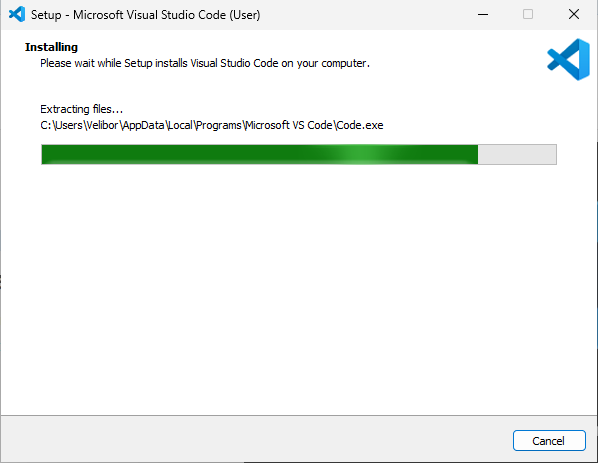 Setup - Microsoft Visual Studio Code (User)
Installing
Please wait while Setup installs Visual Studio Code on your computer.
Extracting files...
C:\Users\Velibor\AppData\Local\Programs\Microsoft VS Code\Code.exe
Cancel